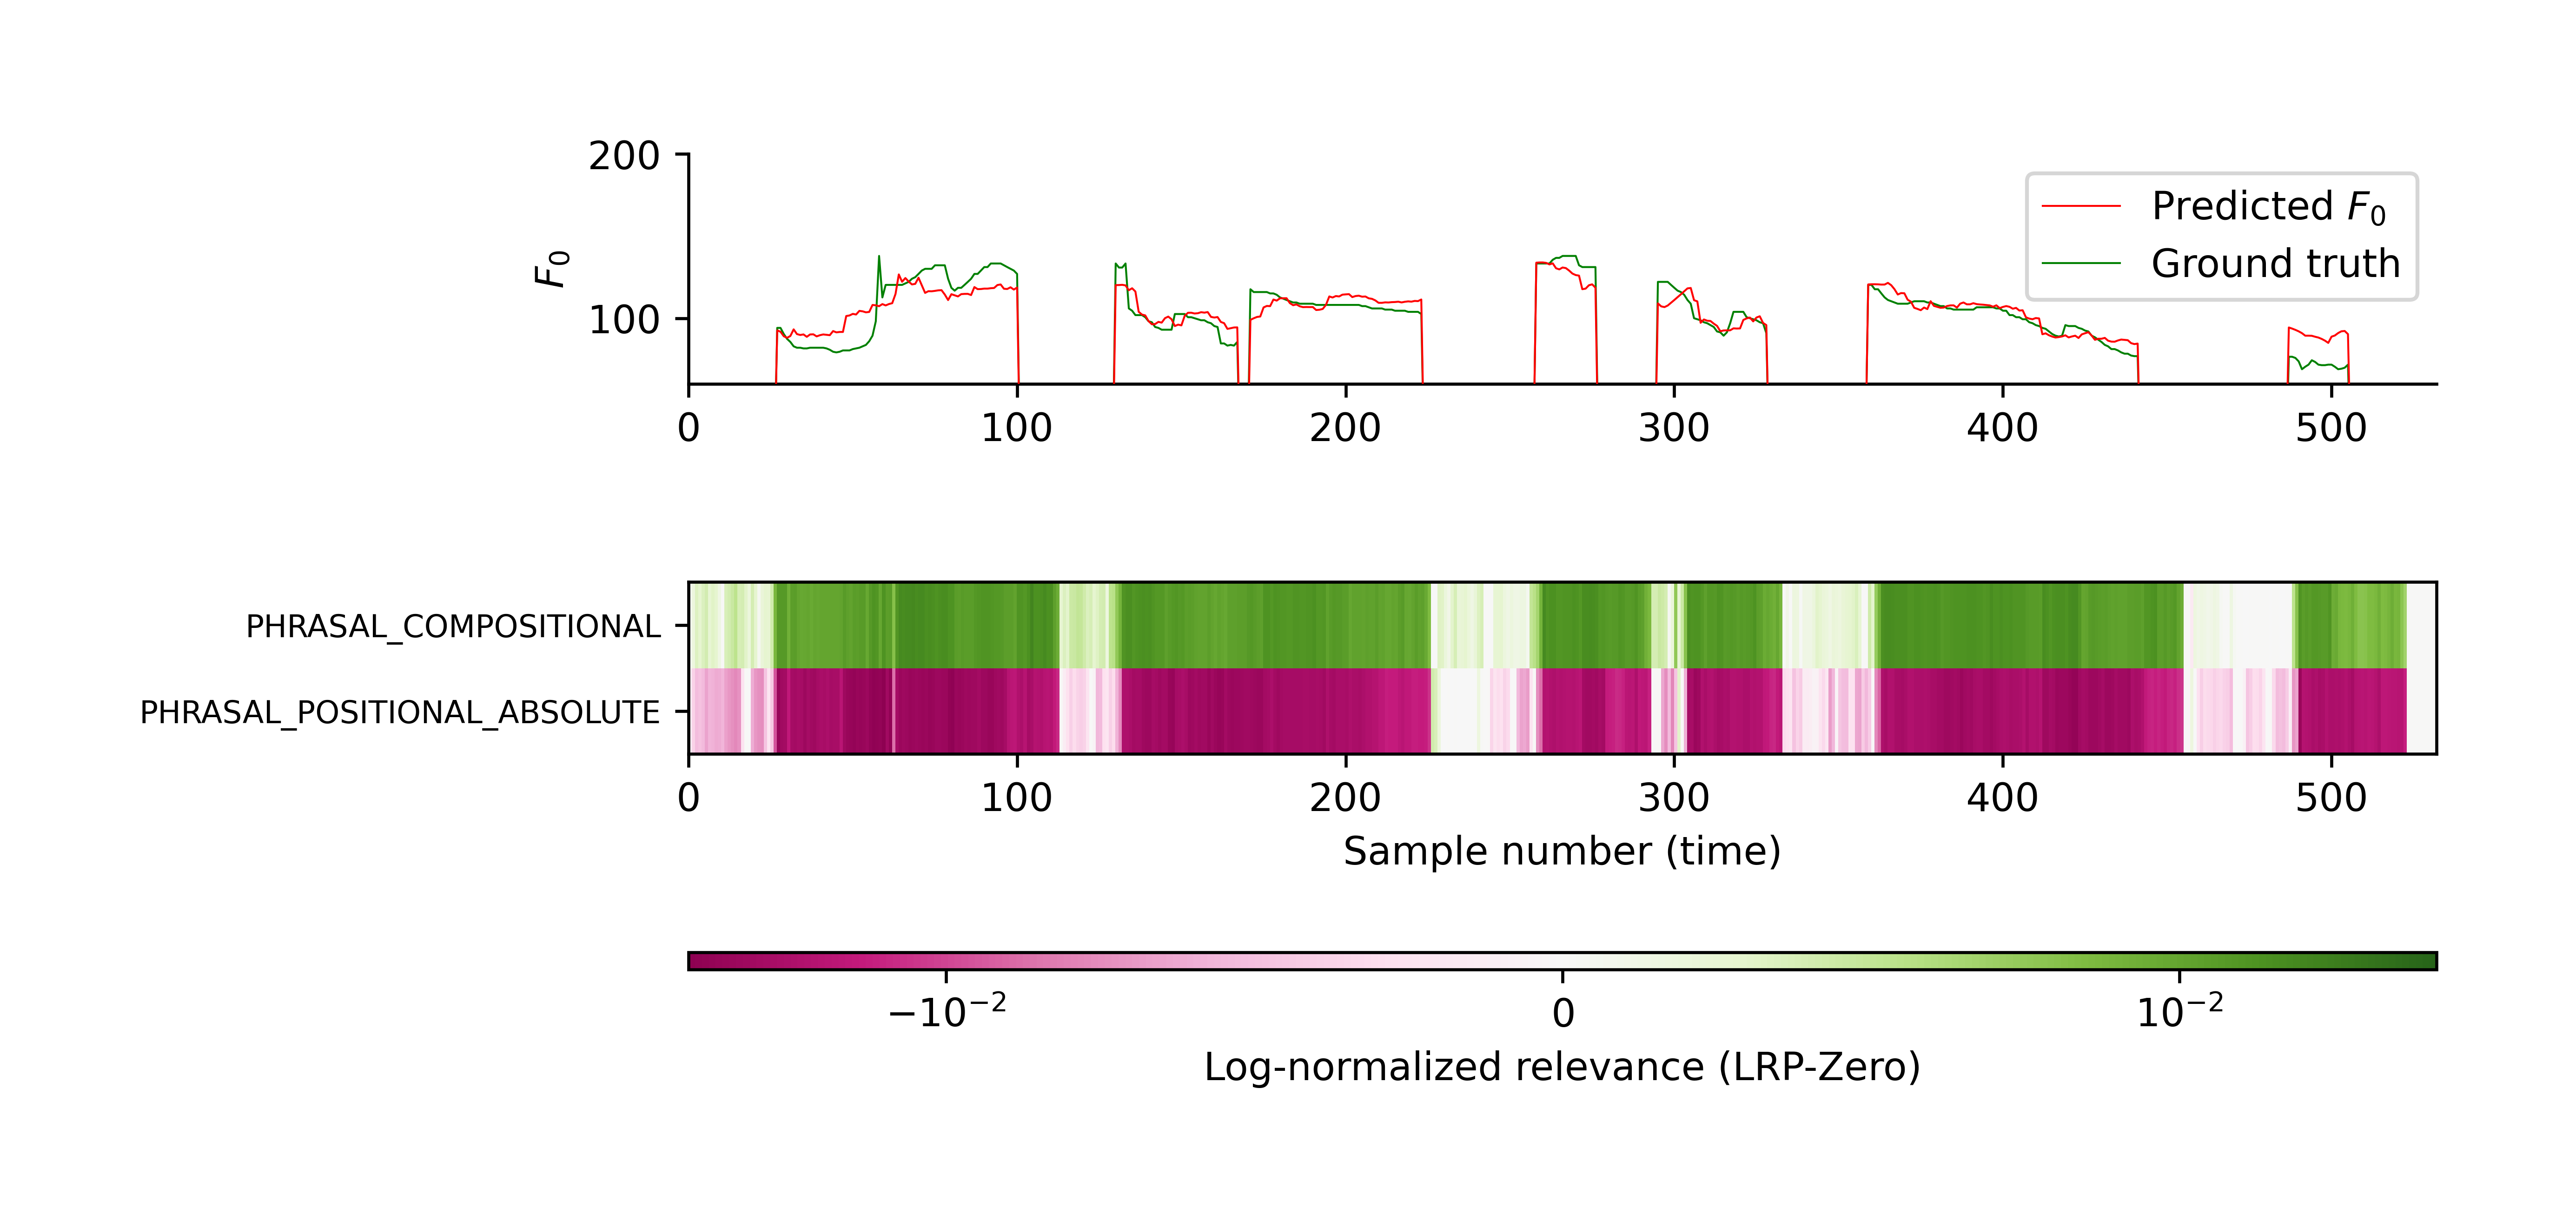 200
100
F₀
Predicted F₀
Ground truth
0 100 200 300 400 500
PHRASAL_COMPOSITIONAL
PHRASAL_POSITIONAL_ABSOLUTE
0 100 200 300 400 500
Sample number (time)
−10⁻² 0 10⁻²
Log-normalized relevance (LRP-Zero)